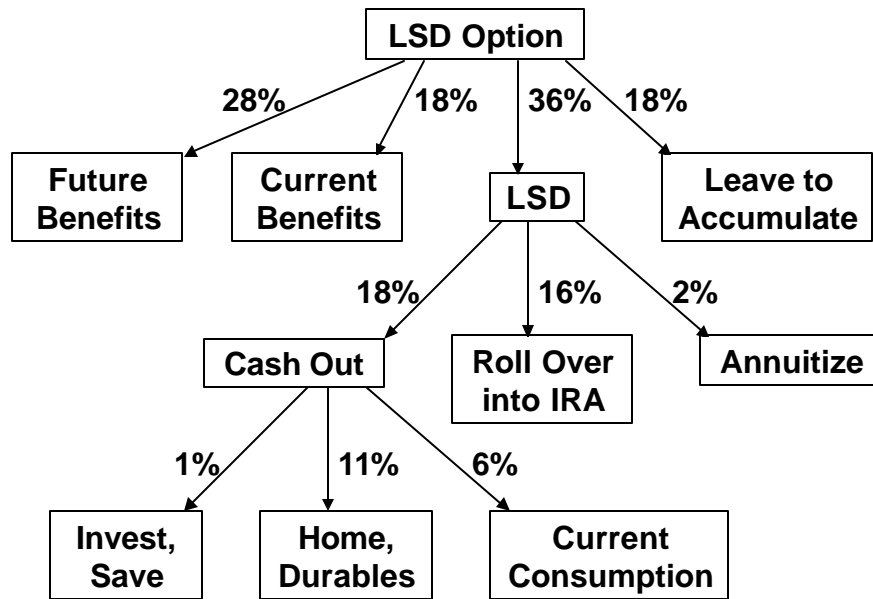 LSD Option
28%
18%
36%
18%
Future
Benefits
Current
Benefits
LSD
Leave to
Accumulate
18%
16%
2%
Cash Out
Roll Over
into IRA
Annuitize
1%
11%
6%
Invest,
Save
Home,
Durables
Current
Consumption